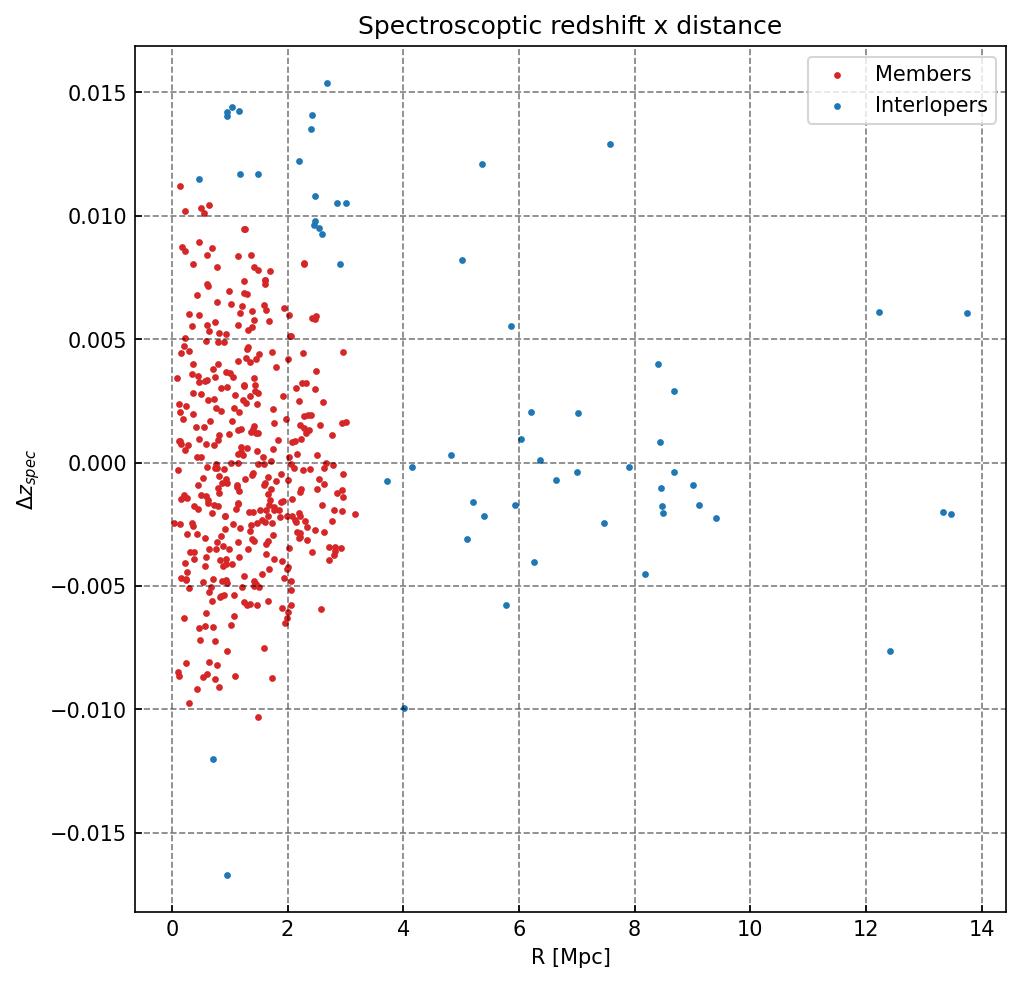 Spectroscoptic redshift x distance
Members
Interlopers
0.015
0.010
0.005
0.000
−0.005
−0.010
−0.015
Δz_spec
0 2 4 6 8 10 12 14
R [Mpc]